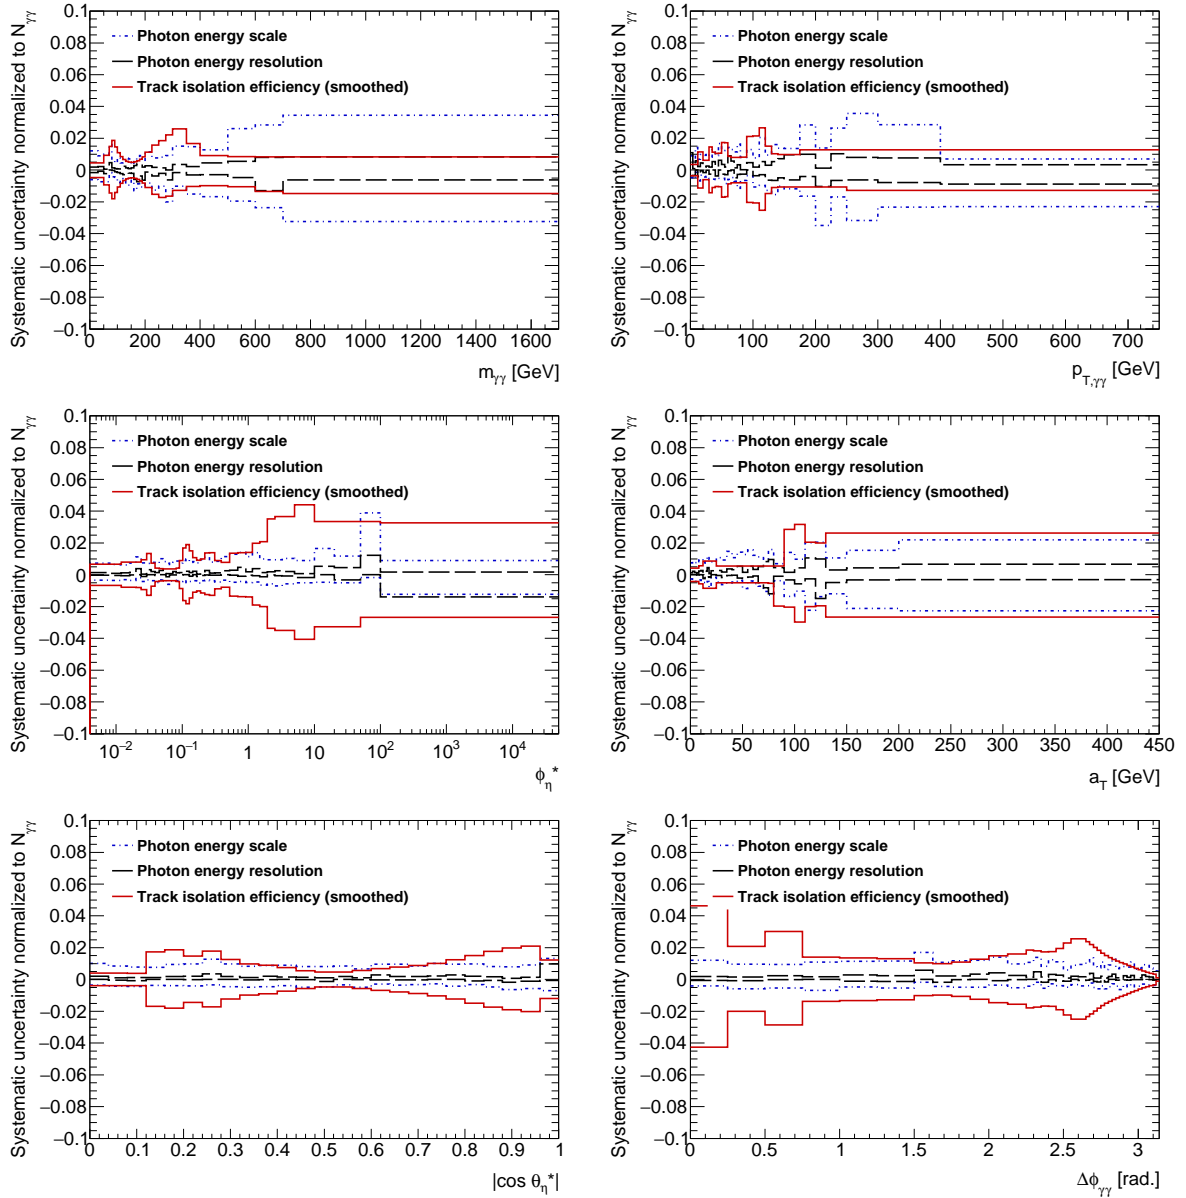 Systematic uncertainty normalized to N_γγ
0.1
0.08
0.06
0.04
0.02
0
−0.02
−0.04
−0.06
−0.08
−0.1
Photon energy scale
Photon energy resolution
Track isolation efficiency (smoothed)
0 200 400 600 800 1000 1200 1400 1600
m_γγ [GeV]
Systematic uncertainty normalized to N_γγ
0.1
0.08
0.06
0.04
0.02
0
−0.02
−0.04
−0.06
−0.08
−0.1
Photon energy scale
Photon energy resolution
Track isolation efficiency (smoothed)
0 100 200 300 400 500 600 700
p_T,γγ [GeV]
Systematic uncertainty normalized to N_γγ
0.1
0.08
0.06
0.04
0.02
0
−0.02
−0.04
−0.06
−0.08
−0.1
Photon energy scale
Photon energy resolution
Track isolation efficiency (smoothed)
10⁻² 10⁻¹ 1 10 10² 10³ 10⁴
ϕ_η*
Systematic uncertainty normalized to N_γγ
0.1
0.08
0.06
0.04
0.02
0
−0.02
−0.04
−0.06
−0.08
−0.1
Photon energy scale
Photon energy resolution
Track isolation efficiency (smoothed)
0 50 100 150 200 250 300 350 400 450
a_T [GeV]
Systematic uncertainty normalized to N_γγ
0.1
0.08
0.06
0.04
0.02
0
−0.02
−0.04
−0.06
−0.08
−0.1
Photon energy scale
Photon energy resolution
Track isolation efficiency (smoothed)
0 0.1 0.2 0.3 0.4 0.5 0.6 0.7 0.8 0.9 1
|cos θ_η*|
Systematic uncertainty normalized to N_γγ
0.1
0.08
0.06
0.04
0.02
0
−0.02
−0.04
−0.06
−0.08
−0.1
Photon energy scale
Photon energy resolution
Track isolation efficiency (smoothed)
0 0.5 1 1.5 2 2.5 3
Δϕ_γγ [rad.]